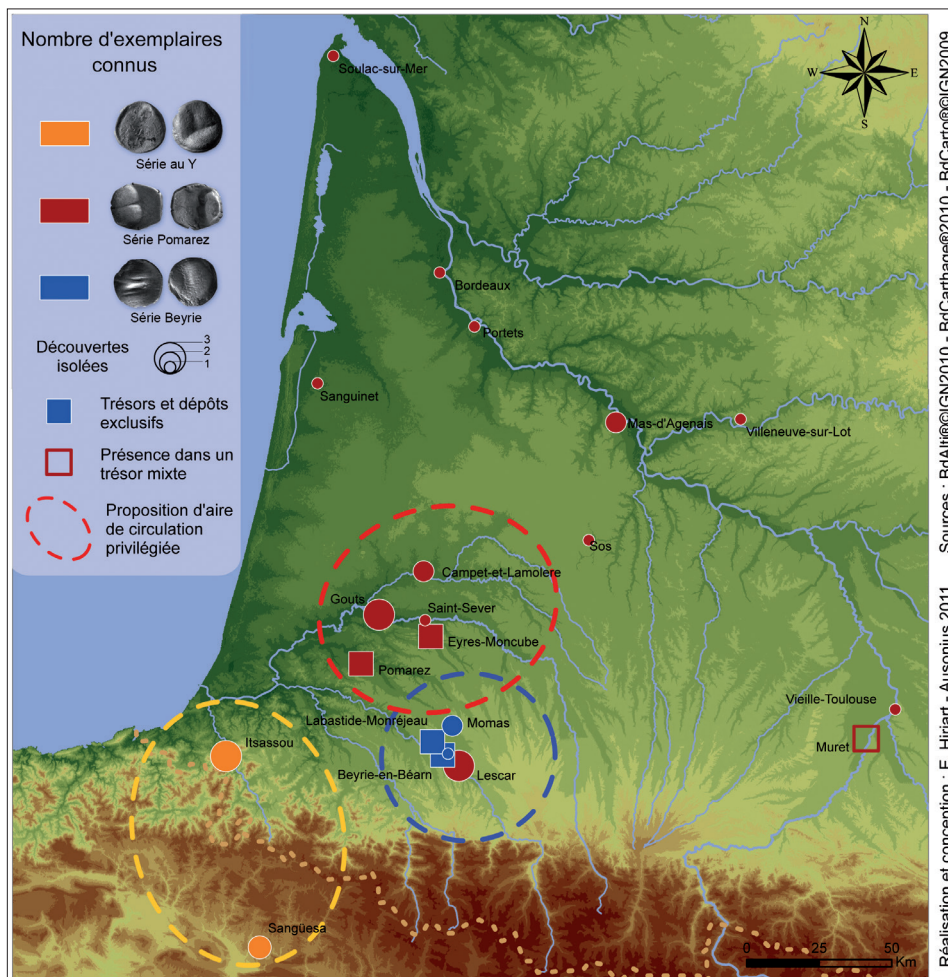 Nombre d'exemplaires
connus
Série au Y
Série Pomarez
Série Beyrie
Découvertes
isolées
3
2
1
Trésors et dépôts
exclusifs
Présence dans un
trésor mixte
Proposition d'aire
de circulation
privilégiée
N
W
E
S
Soulac-sur-Mer
Bordeaux
Portets
Sanguinet
Mas-d'Agenais
Villeneuve-sur-Lot
Sos
Campet-et-Lamolere
Gouts
Saint-Sever
Eyres-Moncube
Pomarez
Labastide-Monréjeau
Momas
Vieille-Toulouse
Muret
Itsassou
Beyrie-en-Béarn
Lescar
Sangüesa
0
25
50
Km
Réalisation et conception : E. Hiriart - Ausonius 2011
Sources : BdAlti®©IGN2010 - BdCarthage®2010 - BdCarto®©IGN2009